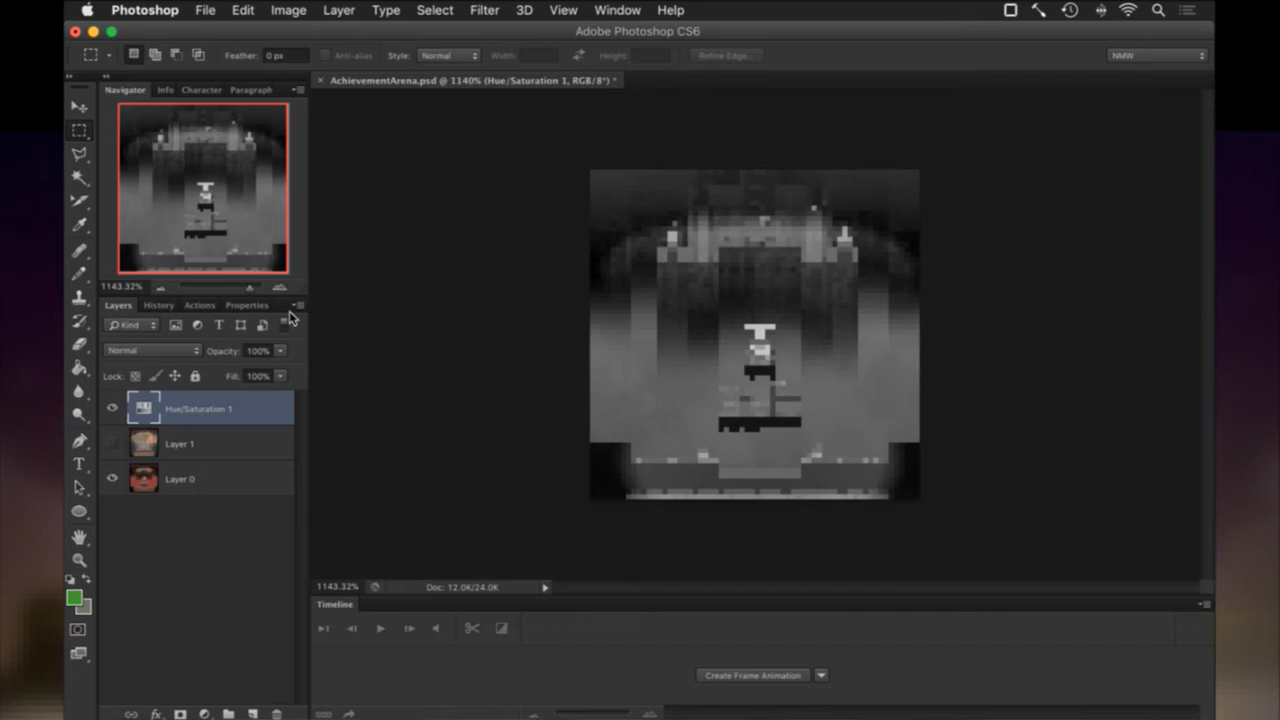 Photoshop File Edit Image Layer Type Select Filter 3D View Window Help
Adobe Photoshop CS6
Feather: 0 px Anti-alias Style: Normal Width: Height: Refine Edge... NMW
Navigator Info Character Paragraph
AchievementArena.psd @ 1140% (Hue/Saturation 1, RGB/8*) *
1143.32%
Layers History Actions Properties
Kind
Normal Opacity: 100%
Lock: Fill: 100%
Hue/Saturation 1
Layer 1
Layer 0
1143.32% Doc: 12.0K/24.0K
Timeline
Create Frame Animation